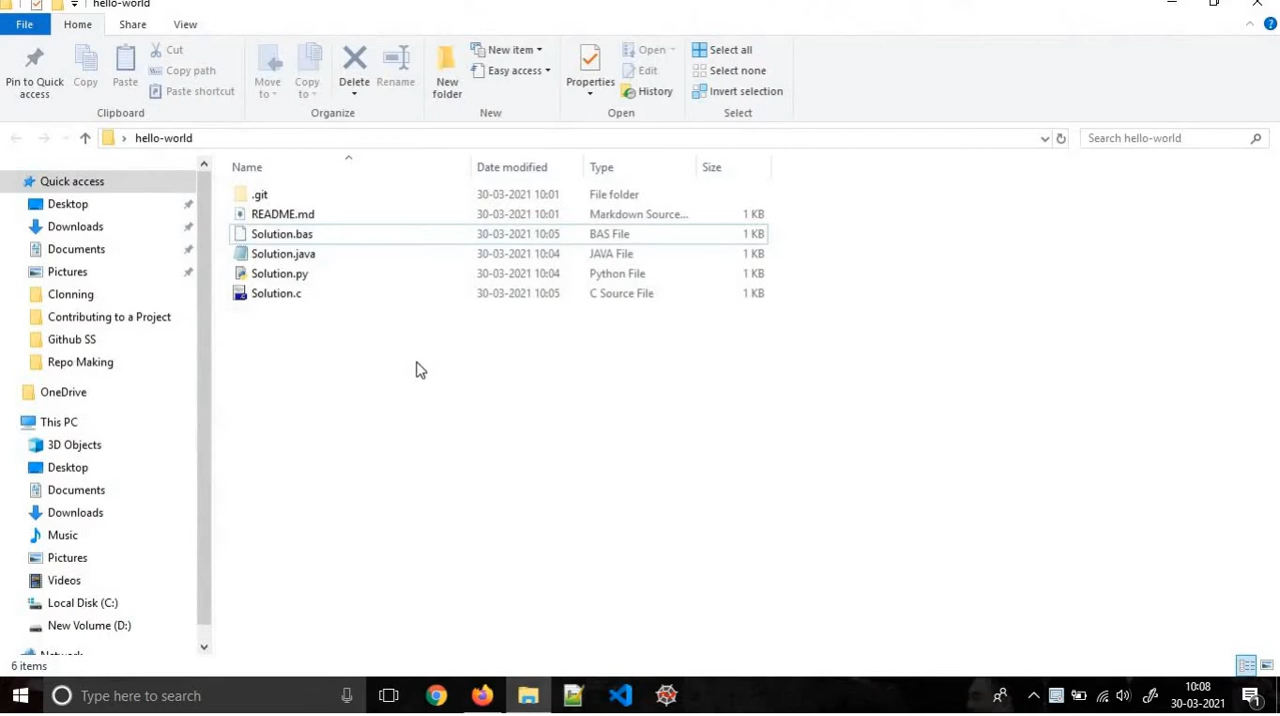 hello-world
File Home Share View
Pin to Quick access
Copy
Paste
Cut
Copy path
Paste shortcut
Clipboard
Move to
Copy to
Delete
Rename
Organize
New folder
New item
Easy access
New
Properties
Open
Edit
History
Open
Select all
Select none
Invert selection
Select
hello-world
Search hello-world
Name Date modified Type Size
.git 30-03-2021 10:01 File folder
README.md 30-03-2021 10:01 Markdown Source... 1 KB
Solution.bas 30-03-2021 10:05 BAS File 1 KB
Solution.java 30-03-2021 10:04 JAVA File 1 KB
Solution.py 30-03-2021 10:04 Python File 1 KB
Solution.c 30-03-2021 10:05 C Source File 1 KB
Quick access
Desktop
Downloads
Documents
Pictures
Clonning
Contributing to a Project
Github SS
Repo Making
OneDrive
This PC
3D Objects
Desktop
Documents
Downloads
Music
Pictures
Videos
Local Disk (C:)
New Volume (D:)
Network
6 items
Type here to search
10:08
30-03-2021
1